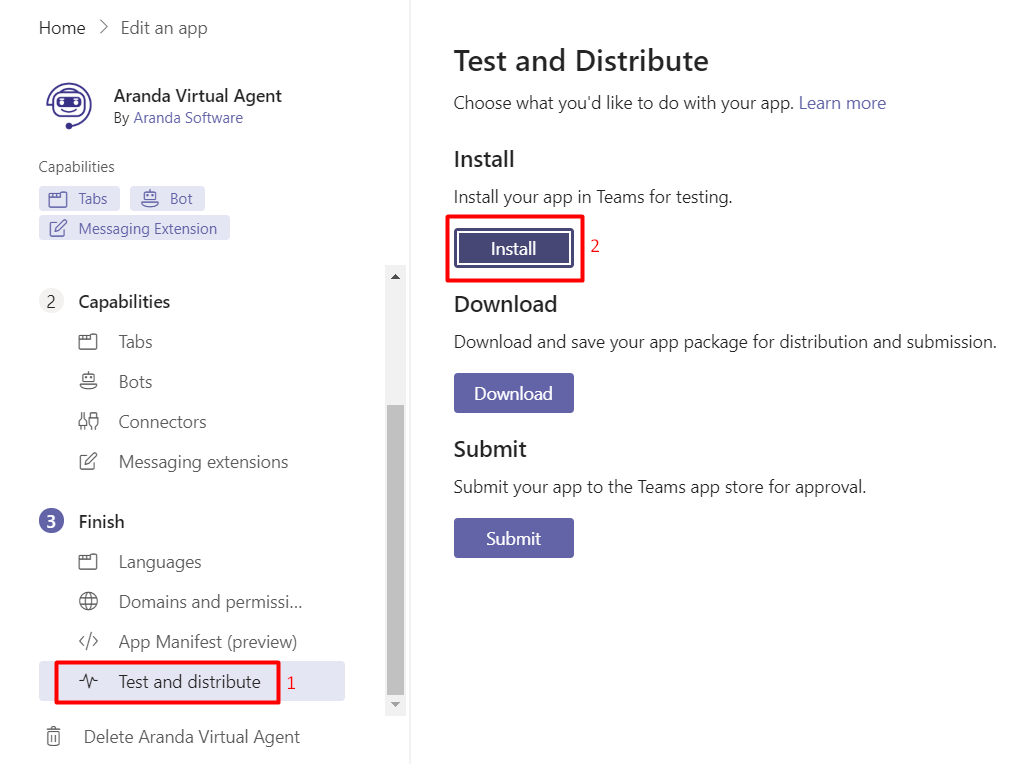 Home > Edit an app
Aranda Virtual Agent
By Aranda Software
Capabilities
Tabs
Bot
Messaging Extension
2 Capabilities
Tabs
Bots
Connectors
Messaging extensions
3 Finish
Languages
Domains and permissi...
App Manifest (preview)
Test and distribute 1
Delete Aranda Virtual Agent
Test and Distribute
Choose what you'd like to do with your app. Learn more
Install
Install your app in Teams for testing.
Install 2
Download
Download and save your app package for distribution and submission.
Download
Submit
Submit your app to the Teams app store for approval.
Submit